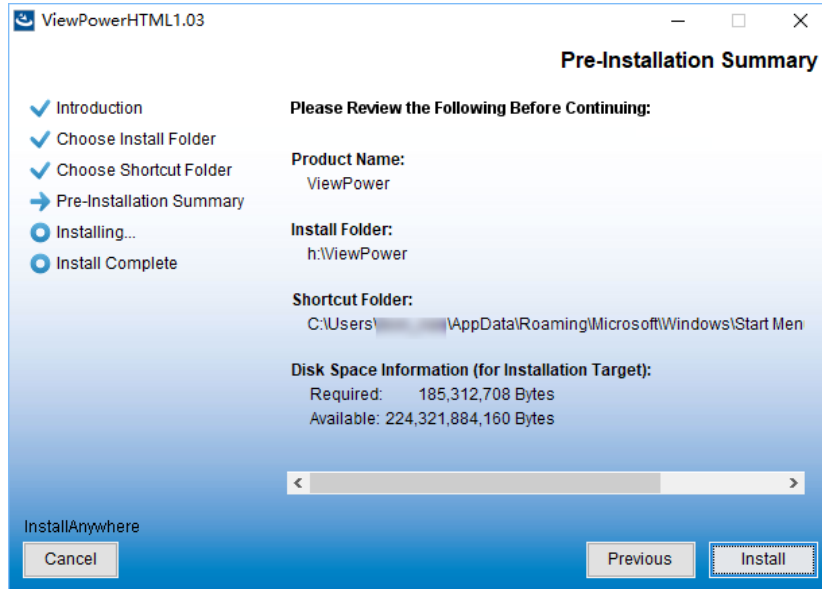 ViewPowerHTML1.03
Pre-Installation Summary
Introduction
Choose Install Folder
Choose Shortcut Folder
Pre-Installation Summary
Installing...
Install Complete
Please Review the Following Before Continuing:
Product Name:
ViewPower
Install Folder:
h:\ViewPower
Shortcut Folder:
C:\Users\ \AppData\Roaming\Microsoft\Windows\Start Men
Disk Space Information (for Installation Target):
Required: 185,312,708 Bytes
Available: 224,321,884,160 Bytes
InstallAnywhere
Cancel
Previous
Install